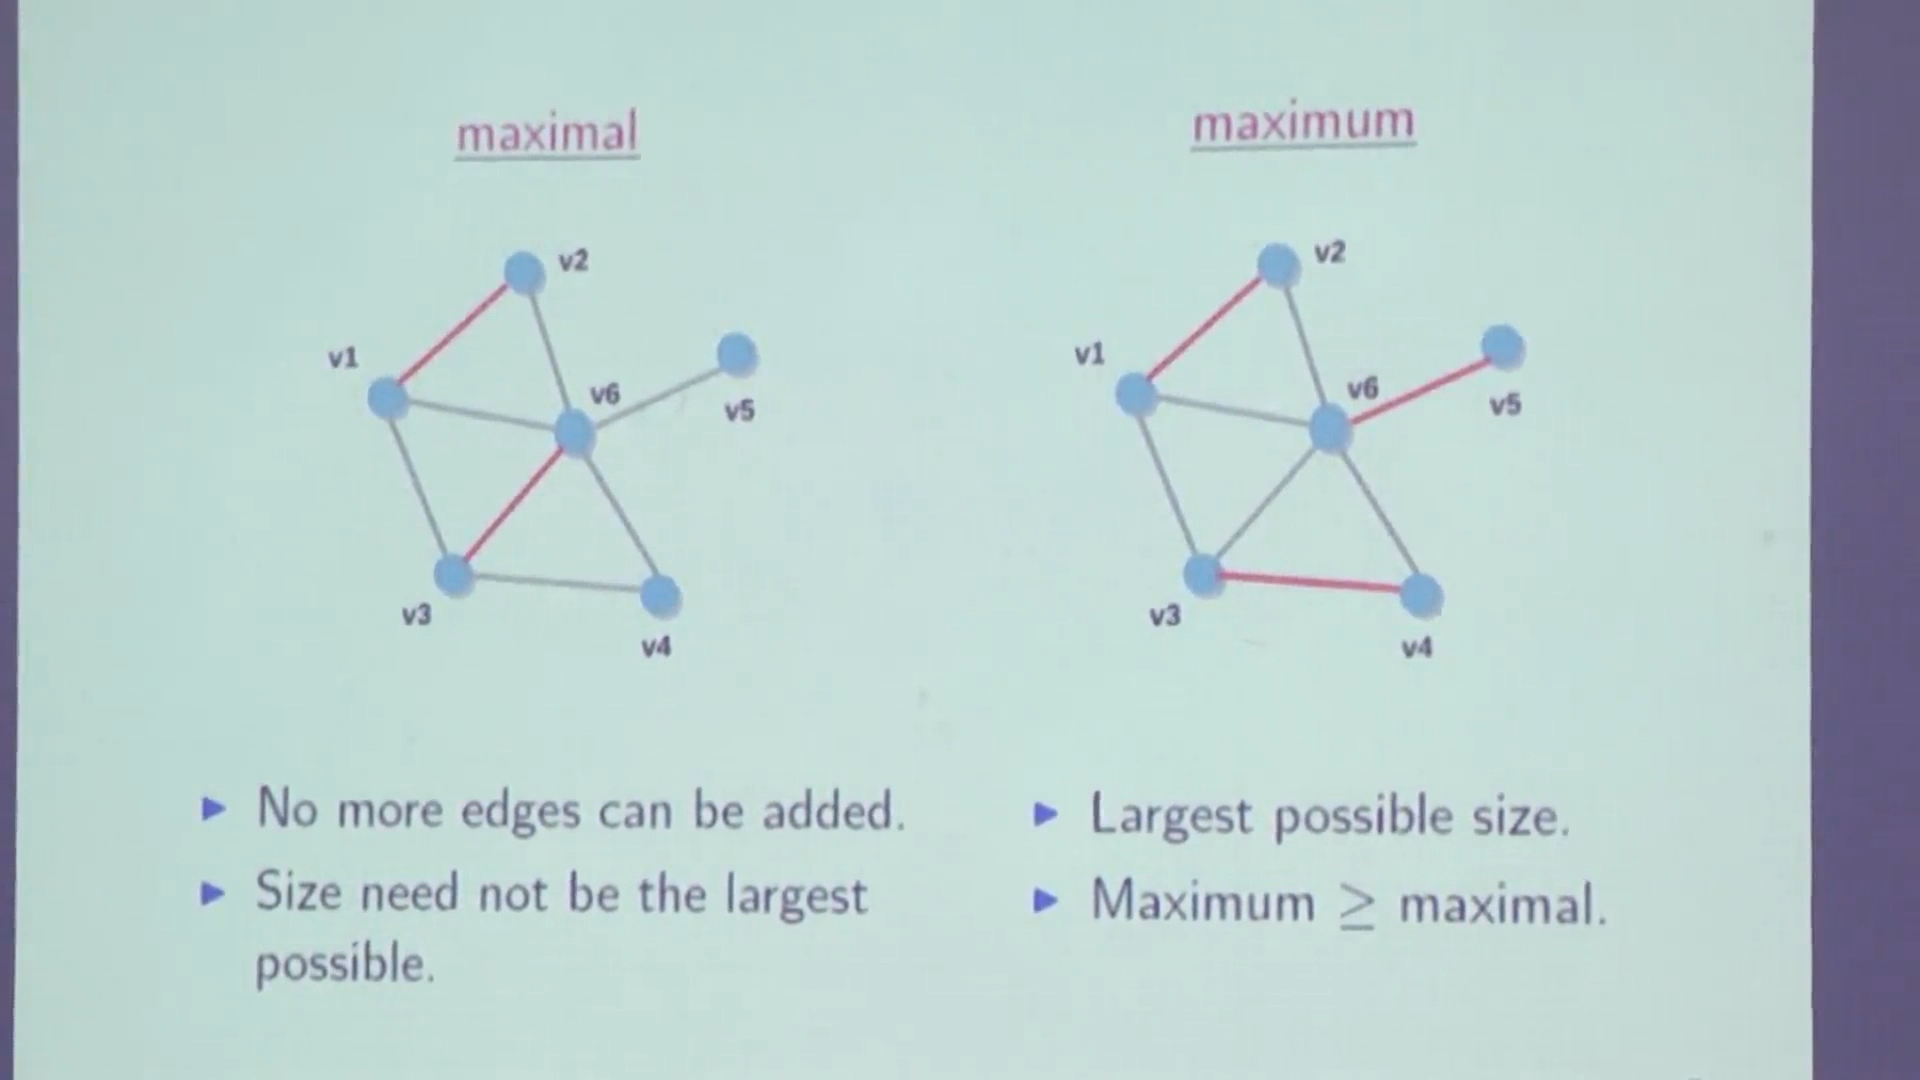 maximal
v2
v1
v6
v5
v3
v4
▶ No more edges can be added.
▶ Size need not be the largest
possible.
maximum
v2
v1
v6
v5
v3
v4
▶ Largest possible size.
▶ Maximum ≥ maximal.